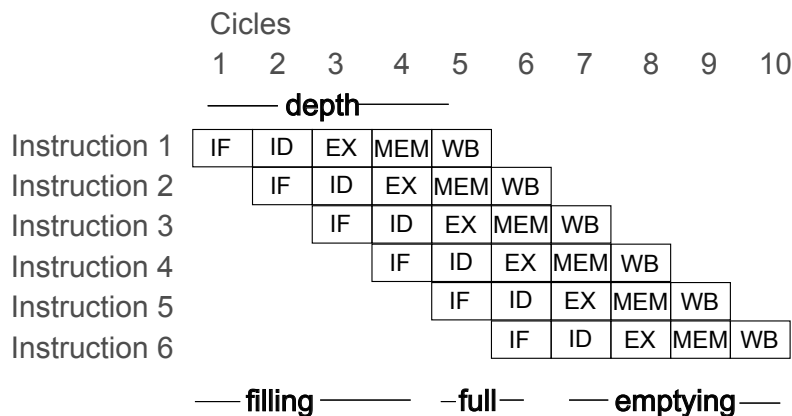 Cicles
1 2 3 4 5 6 7 8 9 10
depth
Instruction 1 IF ID EX MEM WB
Instruction 2 IF ID EX MEM WB
Instruction 3 IF ID EX MEM WB
Instruction 4 IF ID EX MEM WB
Instruction 5 IF ID EX MEM WB
Instruction 6 IF ID EX MEM WB
filling full emptying